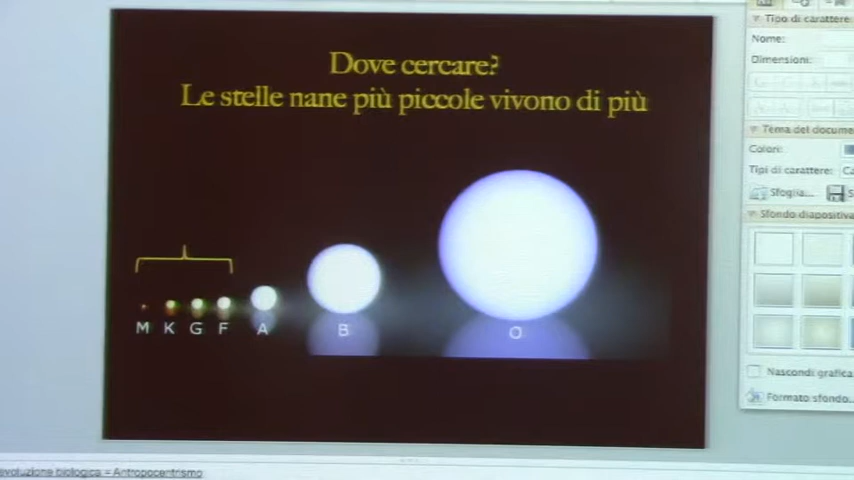 Dove cercare?
Le stelle nane più piccole vivono di più
M K G F A B O
Tipo di carattere
Nome:
Dimensioni:
Tema del docume
Colori:
Tipi di carattere:
Sfoglia...
Sfondo diapositiva
Nascondi grafica
Formato sfondo...
evoluzione biologica = Antropocentrismo